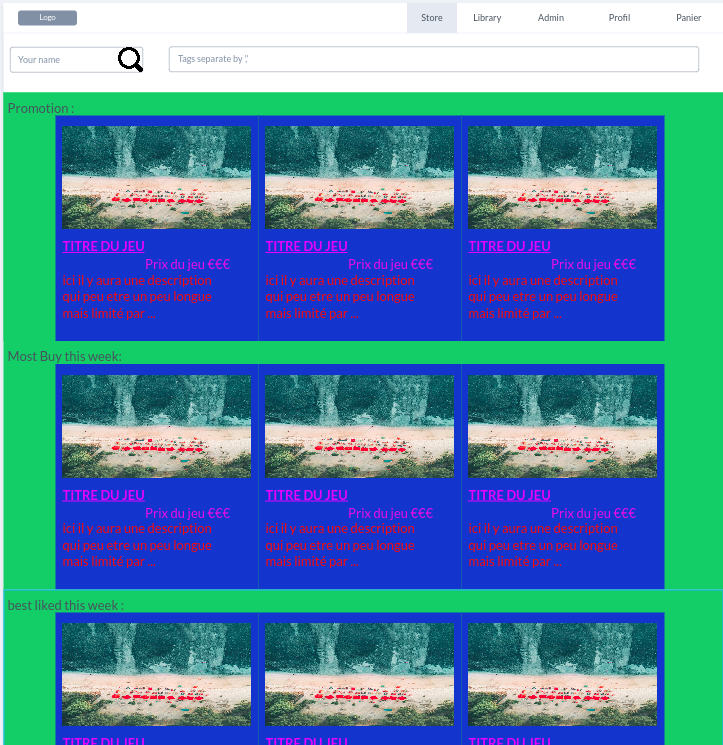 Logo
Store Library Admin Profil Panier
Your name
Tags separate by ','
Promotion :
TITRE DU JEU TITRE DU JEU TITRE DU JEU
Prix du jeu €€€ Prix du jeu €€€ Prix du jeu €€€
ici il y aura une description ici il y aura une description ici il y aura une description
qui peu etre un peu longue qui peu etre un peu longue qui peu etre un peu longue
mais limité par ... mais limité par ... mais limité par ...
Most Buy this week:
TITRE DU JEU TITRE DU JEU TITRE DU JEU
Prix du jeu €€€ Prix du jeu €€€ Prix du jeu €€€
ici il y aura une description ici il y aura une description ici il y aura une description
qui peu etre un peu longue qui peu etre un peu longue qui peu etre un peu longue
mais limité par ... mais limité par ... mais limité par ...
best liked this week :
TITRE DU JEU TITRE DU JEU TITRE DU JEU